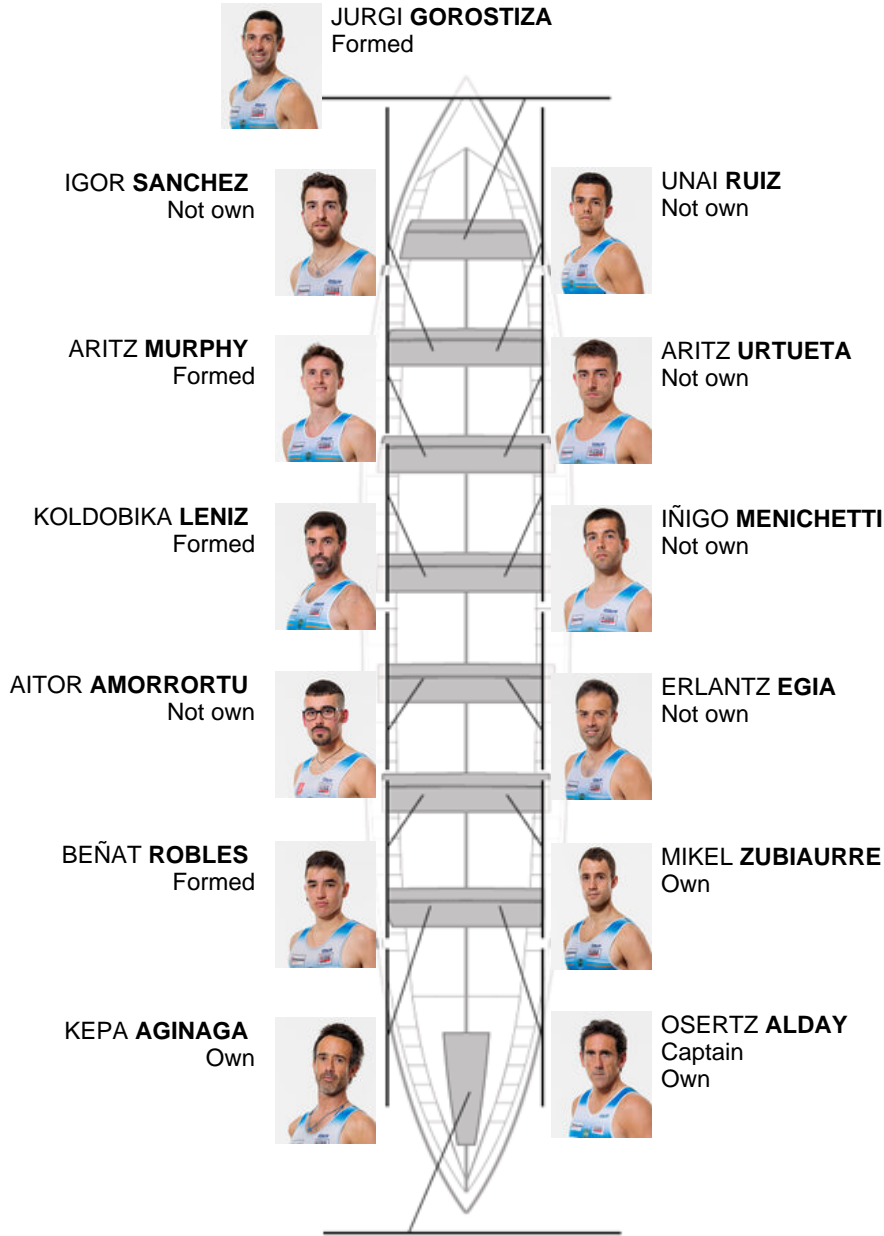 JURGI GOROSTIZA
Formed
IGOR SANCHEZ
Not own
UNAI RUIZ
Not own
ARITZ MURPHY
Formed
ARITZ URTUETA
Not own
KOLDOBIKA LENIZ
Formed
IÑIGO MENICHETTI
Not own
AITOR AMORRORTU
Not own
ERLANTZ EGIA
Not own
BEÑAT ROBLES
Formed
MIKEL ZUBIAURRE
Own
KEPA AGINAGA
Own
OSERTZ ALDAY
Captain
Own